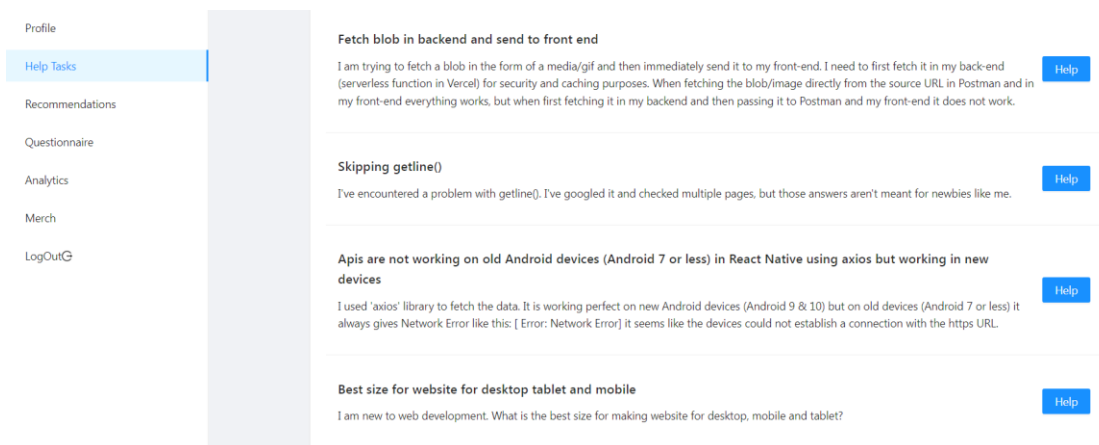 Profile
Help Tasks
Recommendations
Questionnaire
Analytics
Merch
LogOut
Fetch blob in backend and send to front end
I am trying to fetch a blob in the form of a media/gif and then immediately send it to my front-end. I need to first fetch it in my back-end
(serverless function in Vercel) for security and caching purposes. When fetching the blob/image directly from the source URL in Postman and in
my front-end everything works, but when first fetching it in my backend and then passing it to Postman and my front-end it does not work.
Help
Skipping getline()
I've encountered a problem with getline(). I've googled it and checked multiple pages, but those answers aren't meant for newbies like me.
Help
Apis are not working on old Android devices (Android 7 or less) in React Native using axios but working in new
devices
I used 'axios' library to fetch the data. It is working perfect on new Android devices (Android 9 & 10) but on old devices (Android 7 or less) it
always gives Network Error like this: [ Error: Network Error] it seems like the devices could not establish a connection with the https URL.
Help
Best size for website for desktop tablet and mobile
I am new to web development. What is the best size for making website for desktop, mobile and tablet?
Help